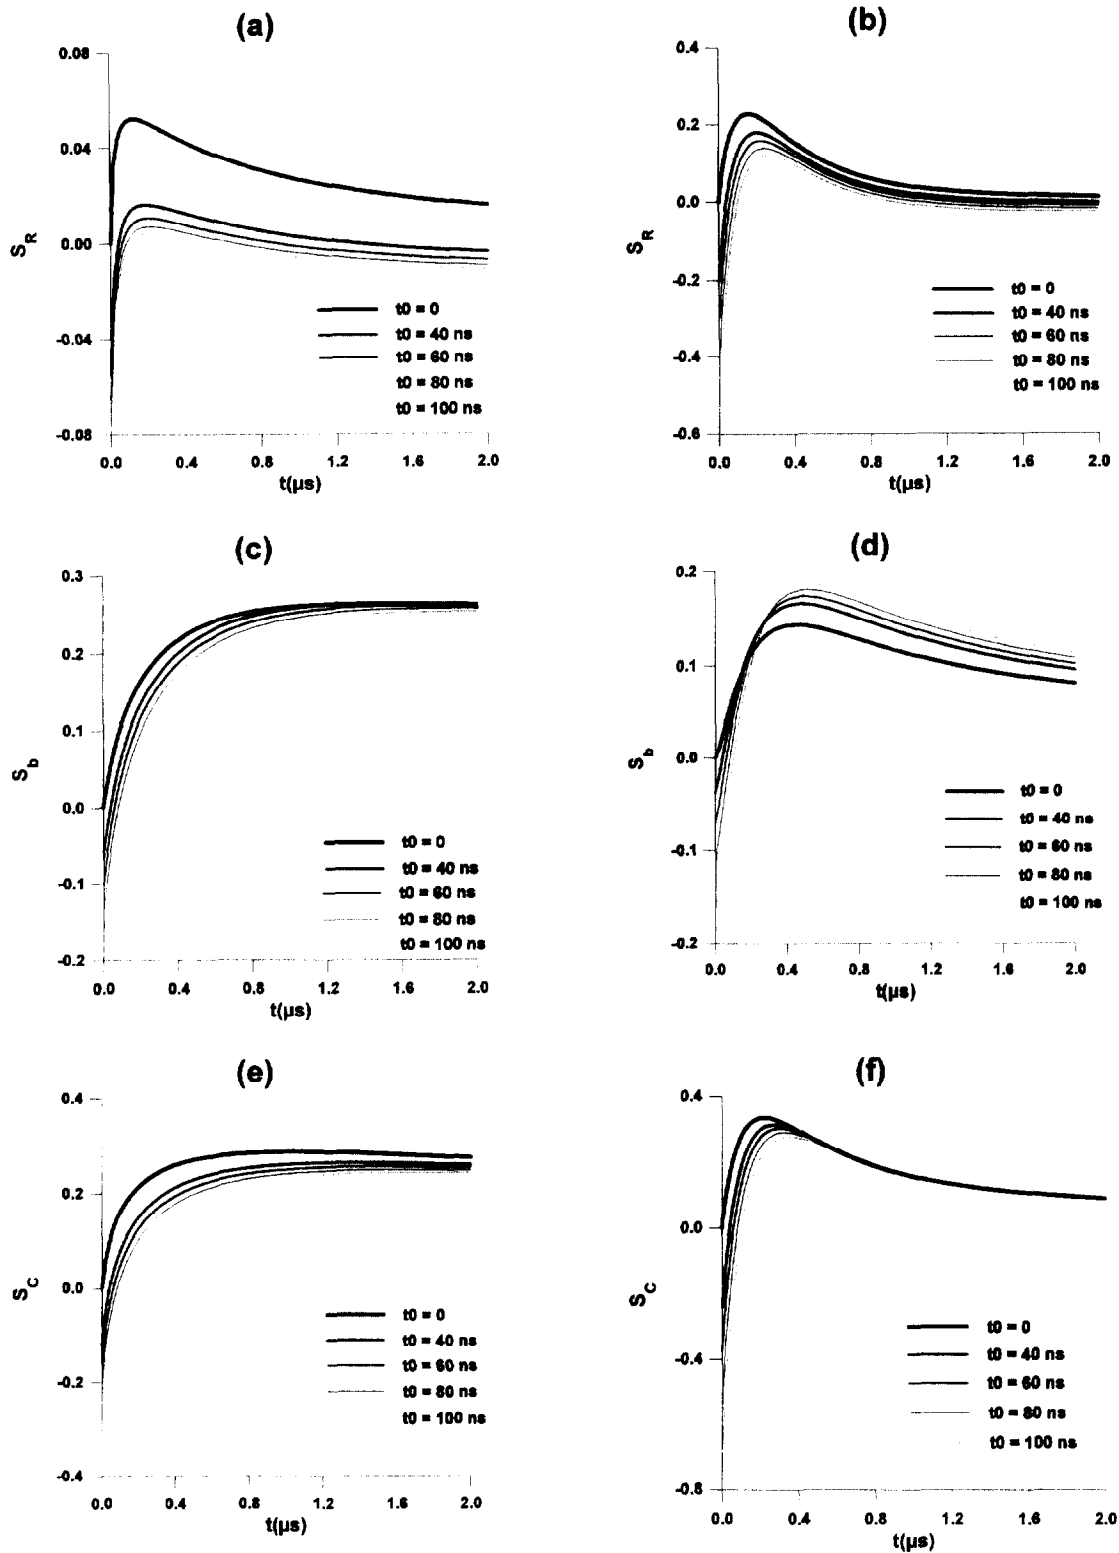 (a)
0.08
0.04
0.00
-0.04
-0.08
S_R
0.0 0.4 0.8 1.2 1.6 2.0
t(µs)
t0 = 0
t0 = 40 ns
t0 = 60 ns
t0 = 80 ns
t0 = 100 ns
(b)
0.4
0.2
0.0
-0.2
-0.4
-0.6
S_R
0.0 0.4 0.8 1.2 1.6 2.0
t(µs)
t0 = 0
t0 = 40 ns
t0 = 60 ns
t0 = 80 ns
t0 = 100 ns
(c)
0.3
0.2
0.1
0.0
-0.1
-0.2
S_b
0.0 0.4 0.8 1.2 1.6 2.0
t(µs)
t0 = 0
t0 = 40 ns
t0 = 60 ns
t0 = 80 ns
t0 = 100 ns
(d)
0.2
0.1
0.0
-0.1
-0.2
S_b
0.0 0.4 0.8 1.2 1.6 2.0
t(µs)
t0 = 0
t0 = 40 ns
t0 = 60 ns
t0 = 80 ns
t0 = 100 ns
(e)
0.4
0.2
0.0
-0.2
-0.4
S_C
0.0 0.4 0.8 1.2 1.6 2.0
t(µs)
t0 = 0
t0 = 40 ns
t0 = 60 ns
t0 = 80 ns
t0 = 100 ns
(f)
0.4
0.0
-0.4
-0.8
S_C
0.0 0.4 0.8 1.2 1.6 2.0
t(µs)
t0 = 0
t0 = 40 ns
t0 = 60 ns
t0 = 80 ns
t0 = 100 ns